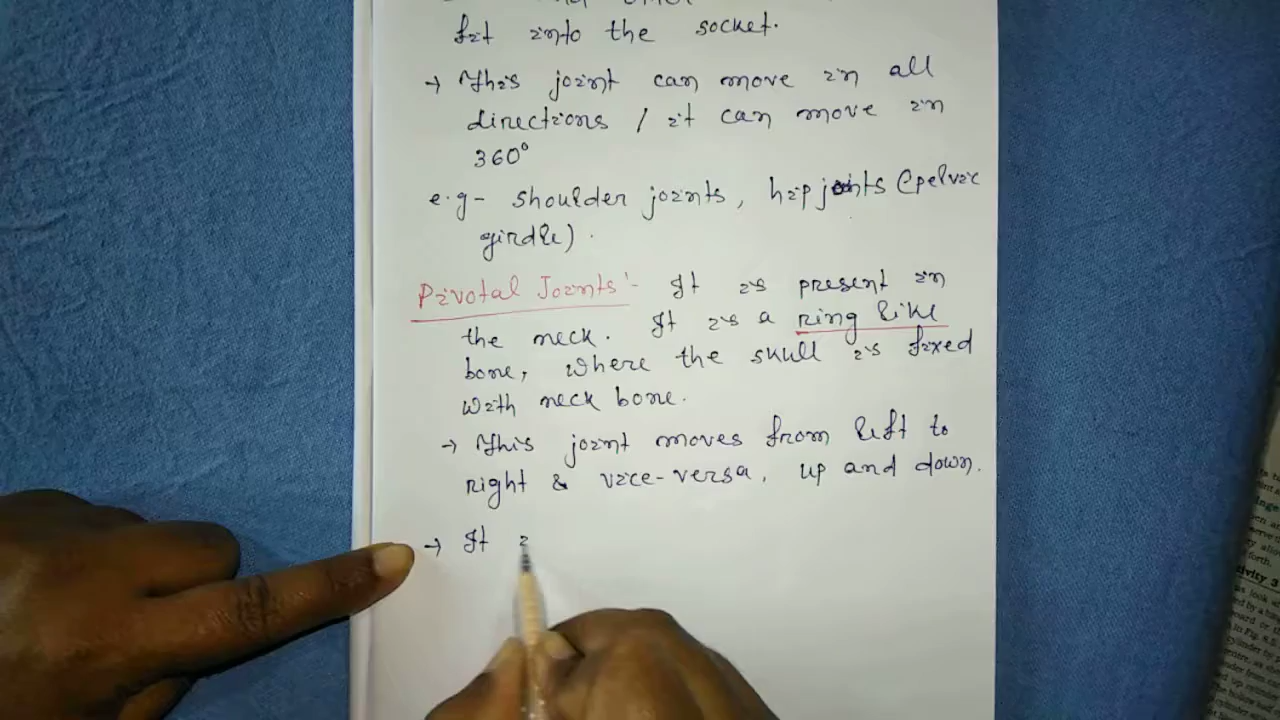 fit into the socket.
→ This joint can move in all
directions / it can move in
360°
e.g - shoulder joints, hip joints (pelvic
girdle).
Pivotal Joints :- It is present in
the neck. It is a ring like
bone, where the skull is fixed
with neck bone.
→ This joint moves from left to
right & vice-versa, up and down.
→ It